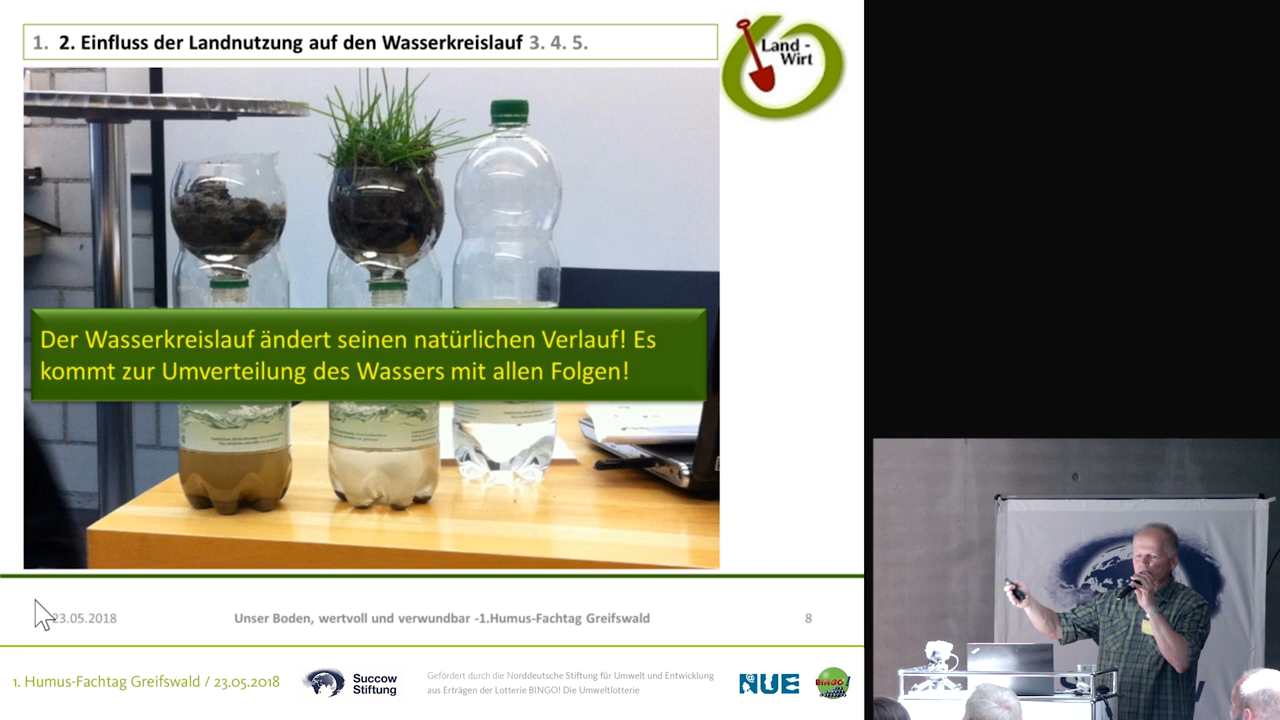 1. 2. Einfluss der Landnutzung auf den Wasserkreislauf 3. 4. 5.
Land -
Wirt
Der Wasserkreislauf ändert seinen natürlichen Verlauf! Es
kommt zur Umverteilung des Wassers mit allen Folgen!
23.05.2018
Unser Boden, wertvoll und verwundbar -1.Humus-Fachtag Greifswald
8
1. Humus-Fachtag Greifswald / 23.05.2018
Succow
Stiftung
Gefördert durch die Norddeutsche Stiftung für Umwelt und Entwicklung
aus Erträgen der Lotterie BINGO! Die Umweltlotterie
NUE
BINGO!